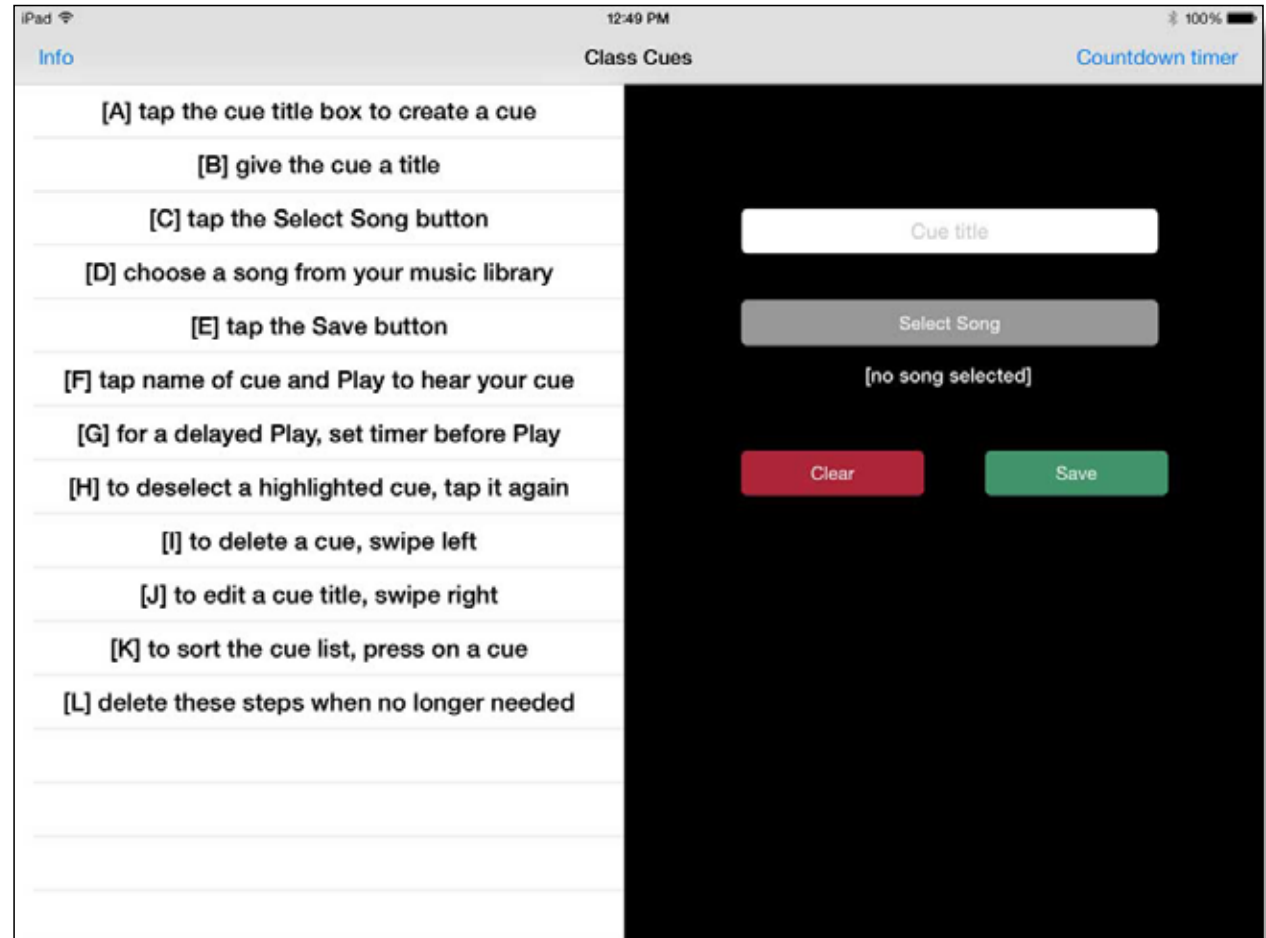 iPad 12:49 PM 100%
Info Class Cues Countdown timer
[A] tap the cue title box to create a cue
[B] give the cue a title
[C] tap the Select Song button
[D] choose a song from your music library
[E] tap the Save button
[F] tap name of cue and Play to hear your cue
[G] for a delayed Play, set timer before Play
[H] to deselect a highlighted cue, tap it again
[I] to delete a cue, swipe left
[J] to edit a cue title, swipe right
[K] to sort the cue list, press on a cue
[L] delete these steps when no longer needed
Cue title
Select Song
[no song selected]
Clear Save